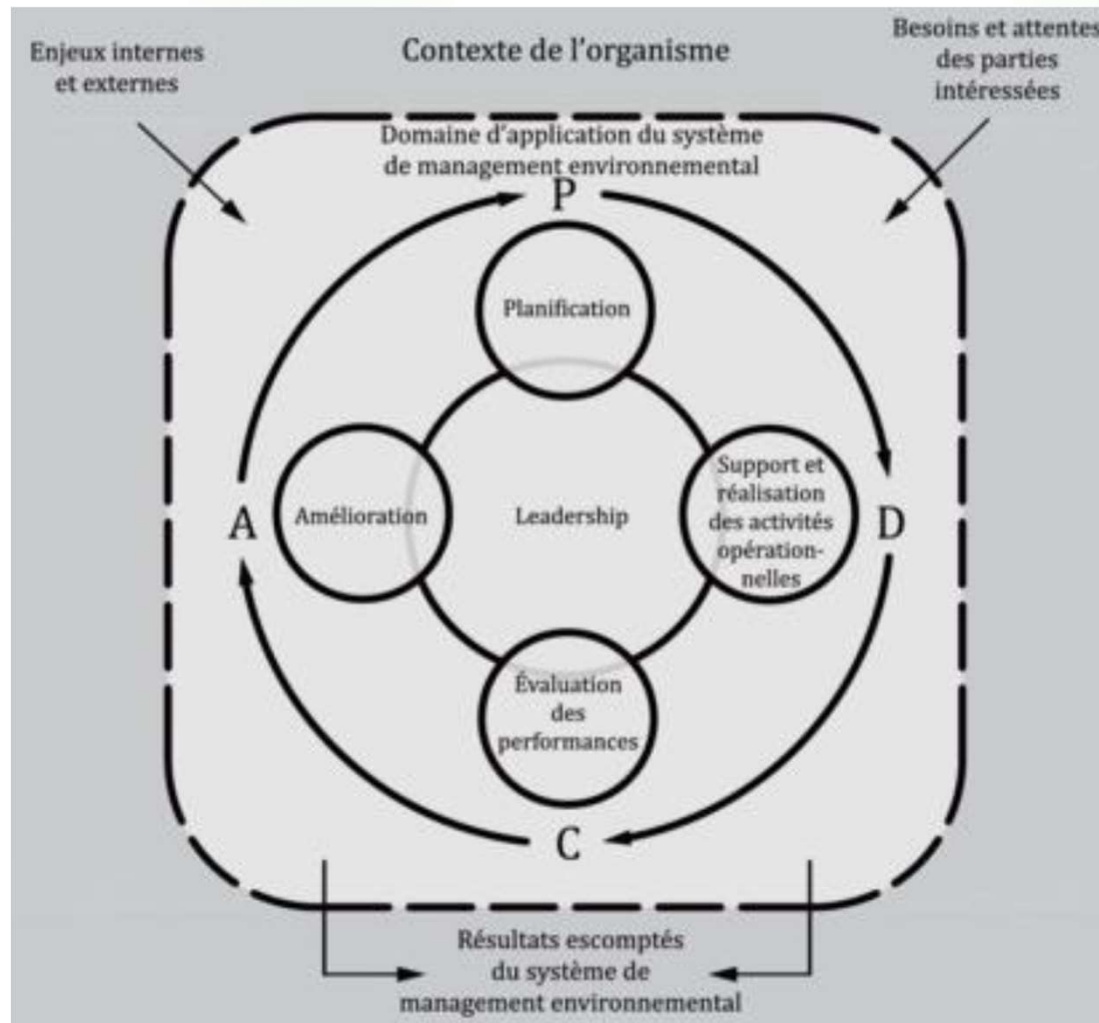 Enjeux internes
et externes
Contexte de l'organisme
Besoins et attentes
des parties
intéressées
Domaine d'application du système
de management environnemental
P
Planification
A
Amélioration
Leadership
Support et
réalisation
des activités
opération-
nelles
D
Évaluation
des
performances
C
Résultats escomptés
du système de
management environnemental